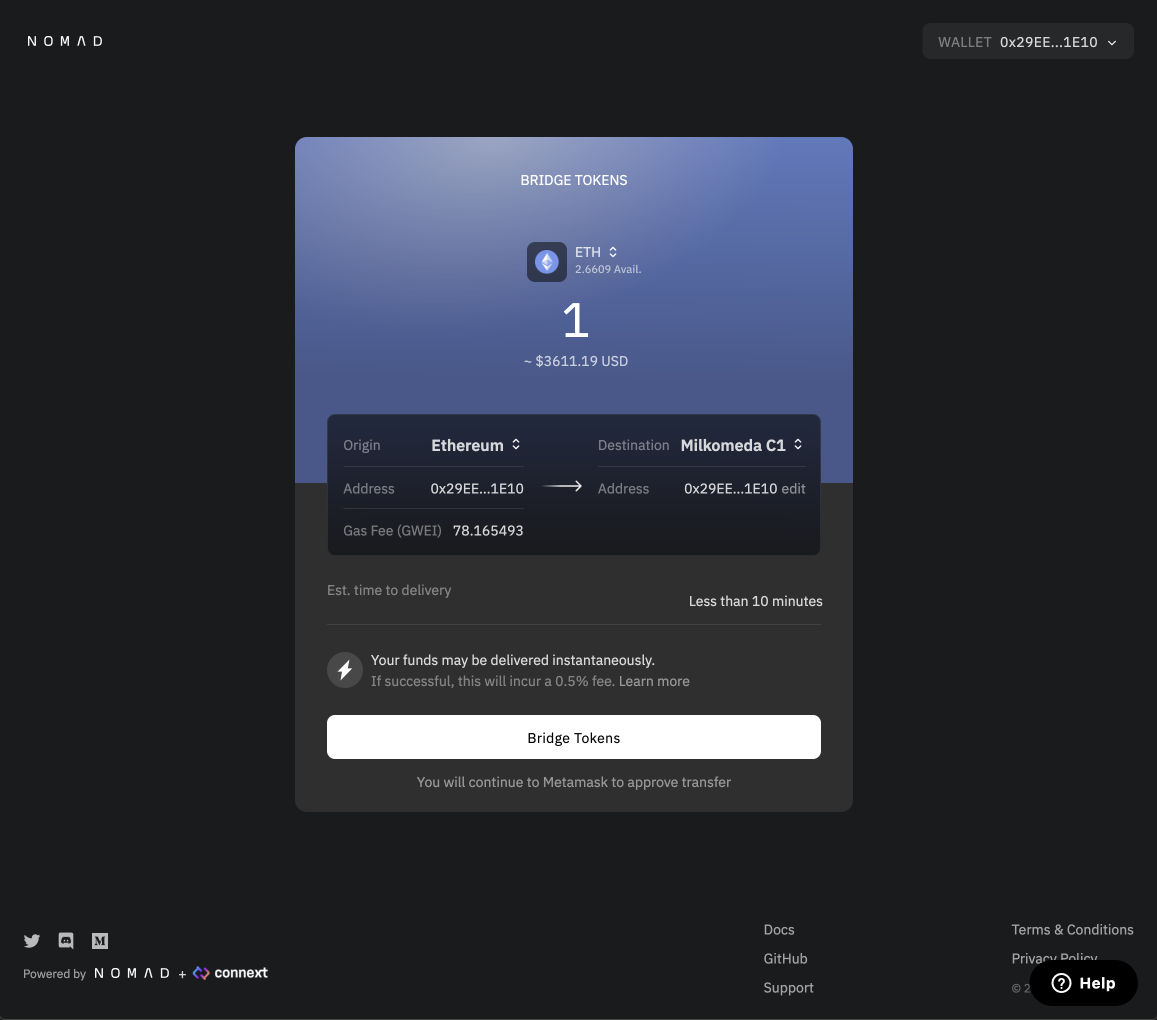 NOMAD
WALLET 0x29EE...1E10
BRIDGE TOKENS
ETH
2.6609 Avail.
1
~ $3611.19 USD
Origin Ethereum
Destination Milkomeda C1
Address 0x29EE...1E10
Address 0x29EE...1E10 edit
Gas Fee (GWEI) 78.165493
Est. time to delivery
Less than 10 minutes
Your funds may be delivered instantaneously.
If successful, this will incur a 0.5% fee. Learn more
Bridge Tokens
You will continue to Metamask to approve transfer
M
Powered by NOMAD + connext
Docs
GitHub
Support
Terms & Conditions
Privacy Policy
© 2
Help